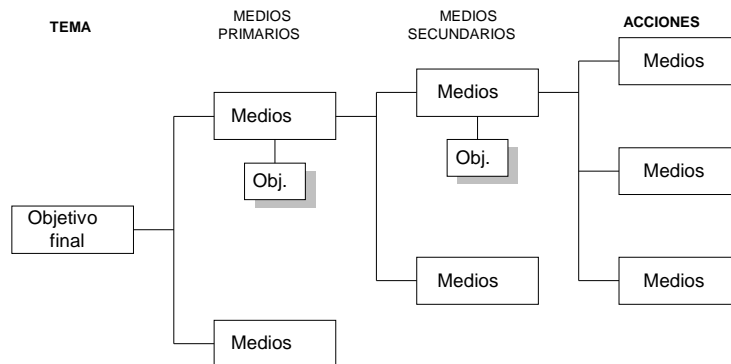 TEMA
MEDIOS
PRIMARIOS
MEDIOS
SECUNDARIOS
ACCIONES
Medios
Medios
Medios
Obj.
Obj.
Medios
Objetivo
final
Medios
Medios
Medios